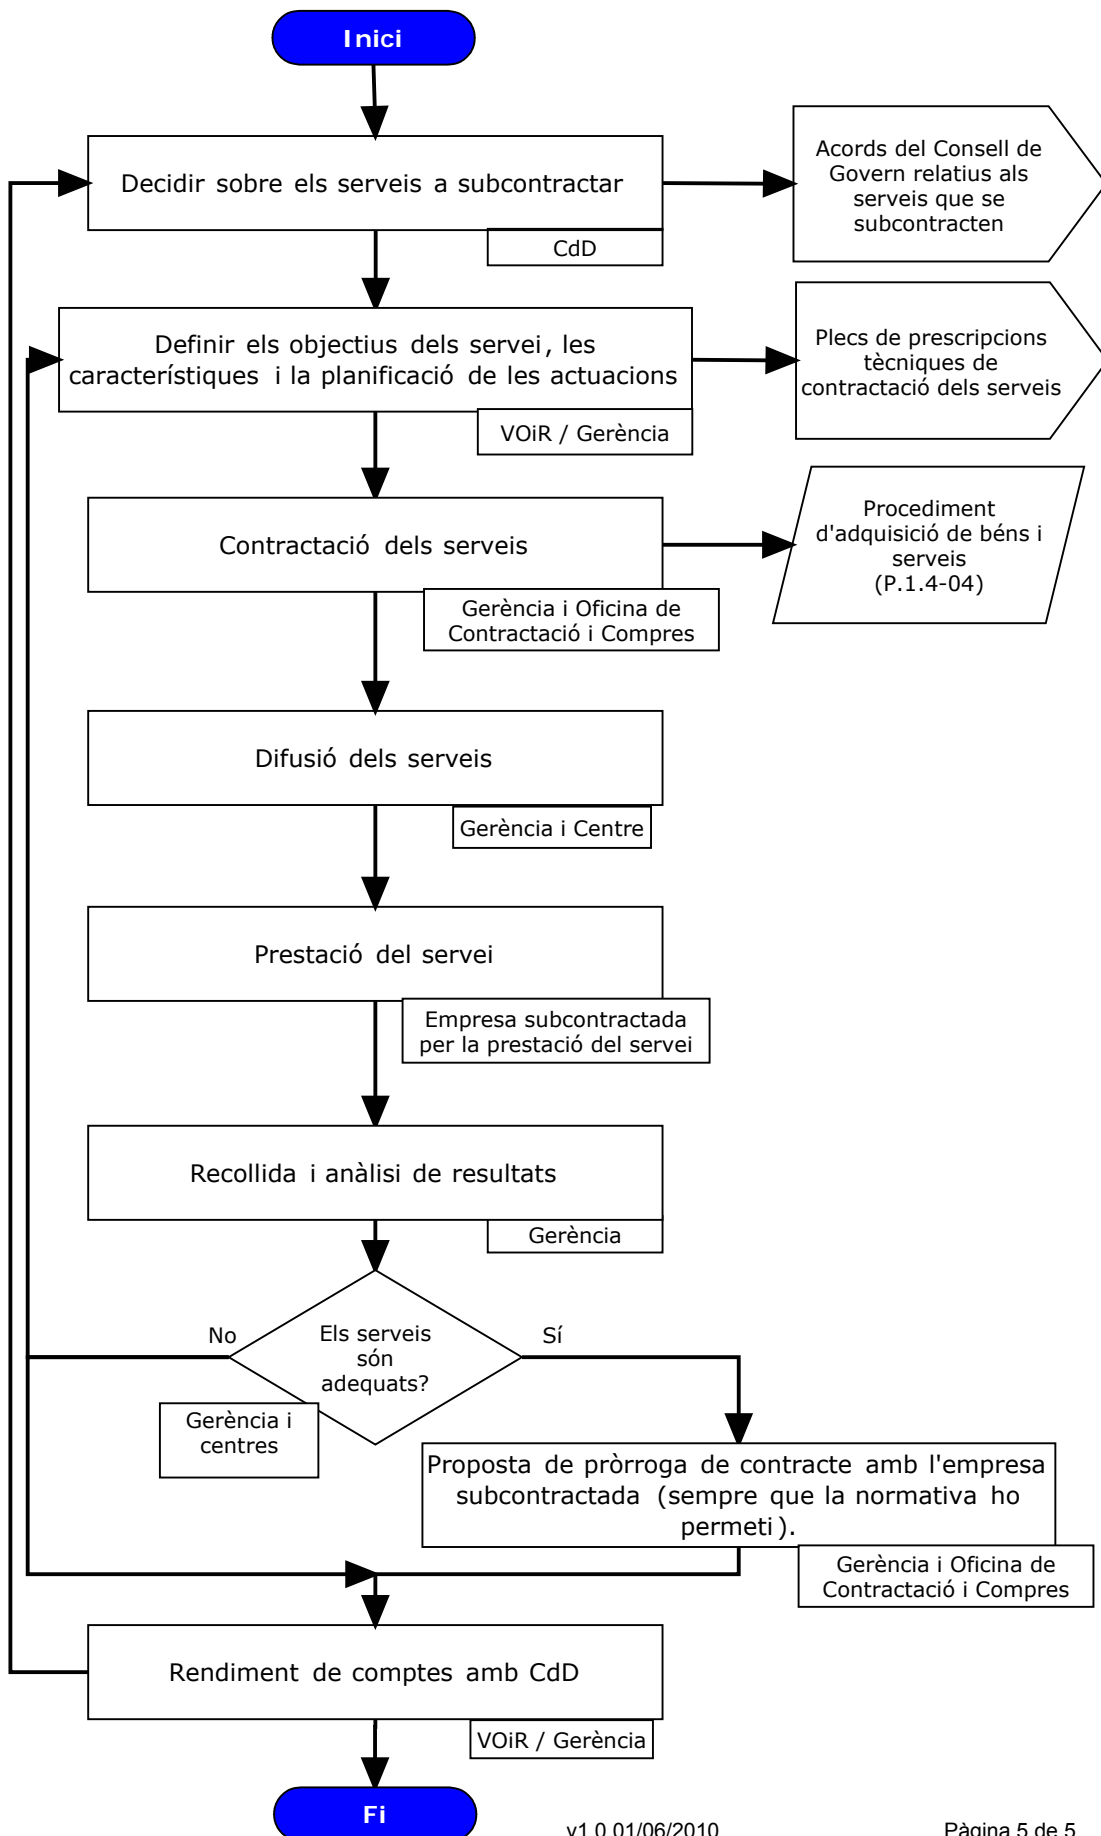 Inici
Decidir sobre els serveis a subcontractar
CdD
Acords del Consell de
Govern relatius als
serveis que se
subcontracten
Definir els objectius dels servei, les
característiques i la planificació de les actuacions
VOiR / Gerència
Plecs de prescripcions
tècniques de
contractació dels serveis
Contractació dels serveis
Gerència i Oficina de
Contractació i Compres
Procediment
d'adquisició de béns i
serveis
(P.1.4-04)
Difusió dels serveis
Gerència i Centre
Prestació del servei
Empresa subcontractada
per la prestació del servei
Recollida i anàlisi de resultats
Gerència
No
Els serveis
són
adequats?
Sí
Gerència i
centres
Proposta de pròrroga de contracte amb l'empresa
subcontractada (sempre que la normativa ho
permeti).
Gerència i Oficina de
Contractació i Compres
Rendiment de comptes amb CdD
VOiR / Gerència
Fi
v1.0 01/06/2010
Pàgina 5 de 5